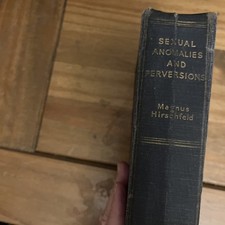 SEXUAL
ANOMALIES
AND
PERVERSIONS
Magnus
Hirschfeld